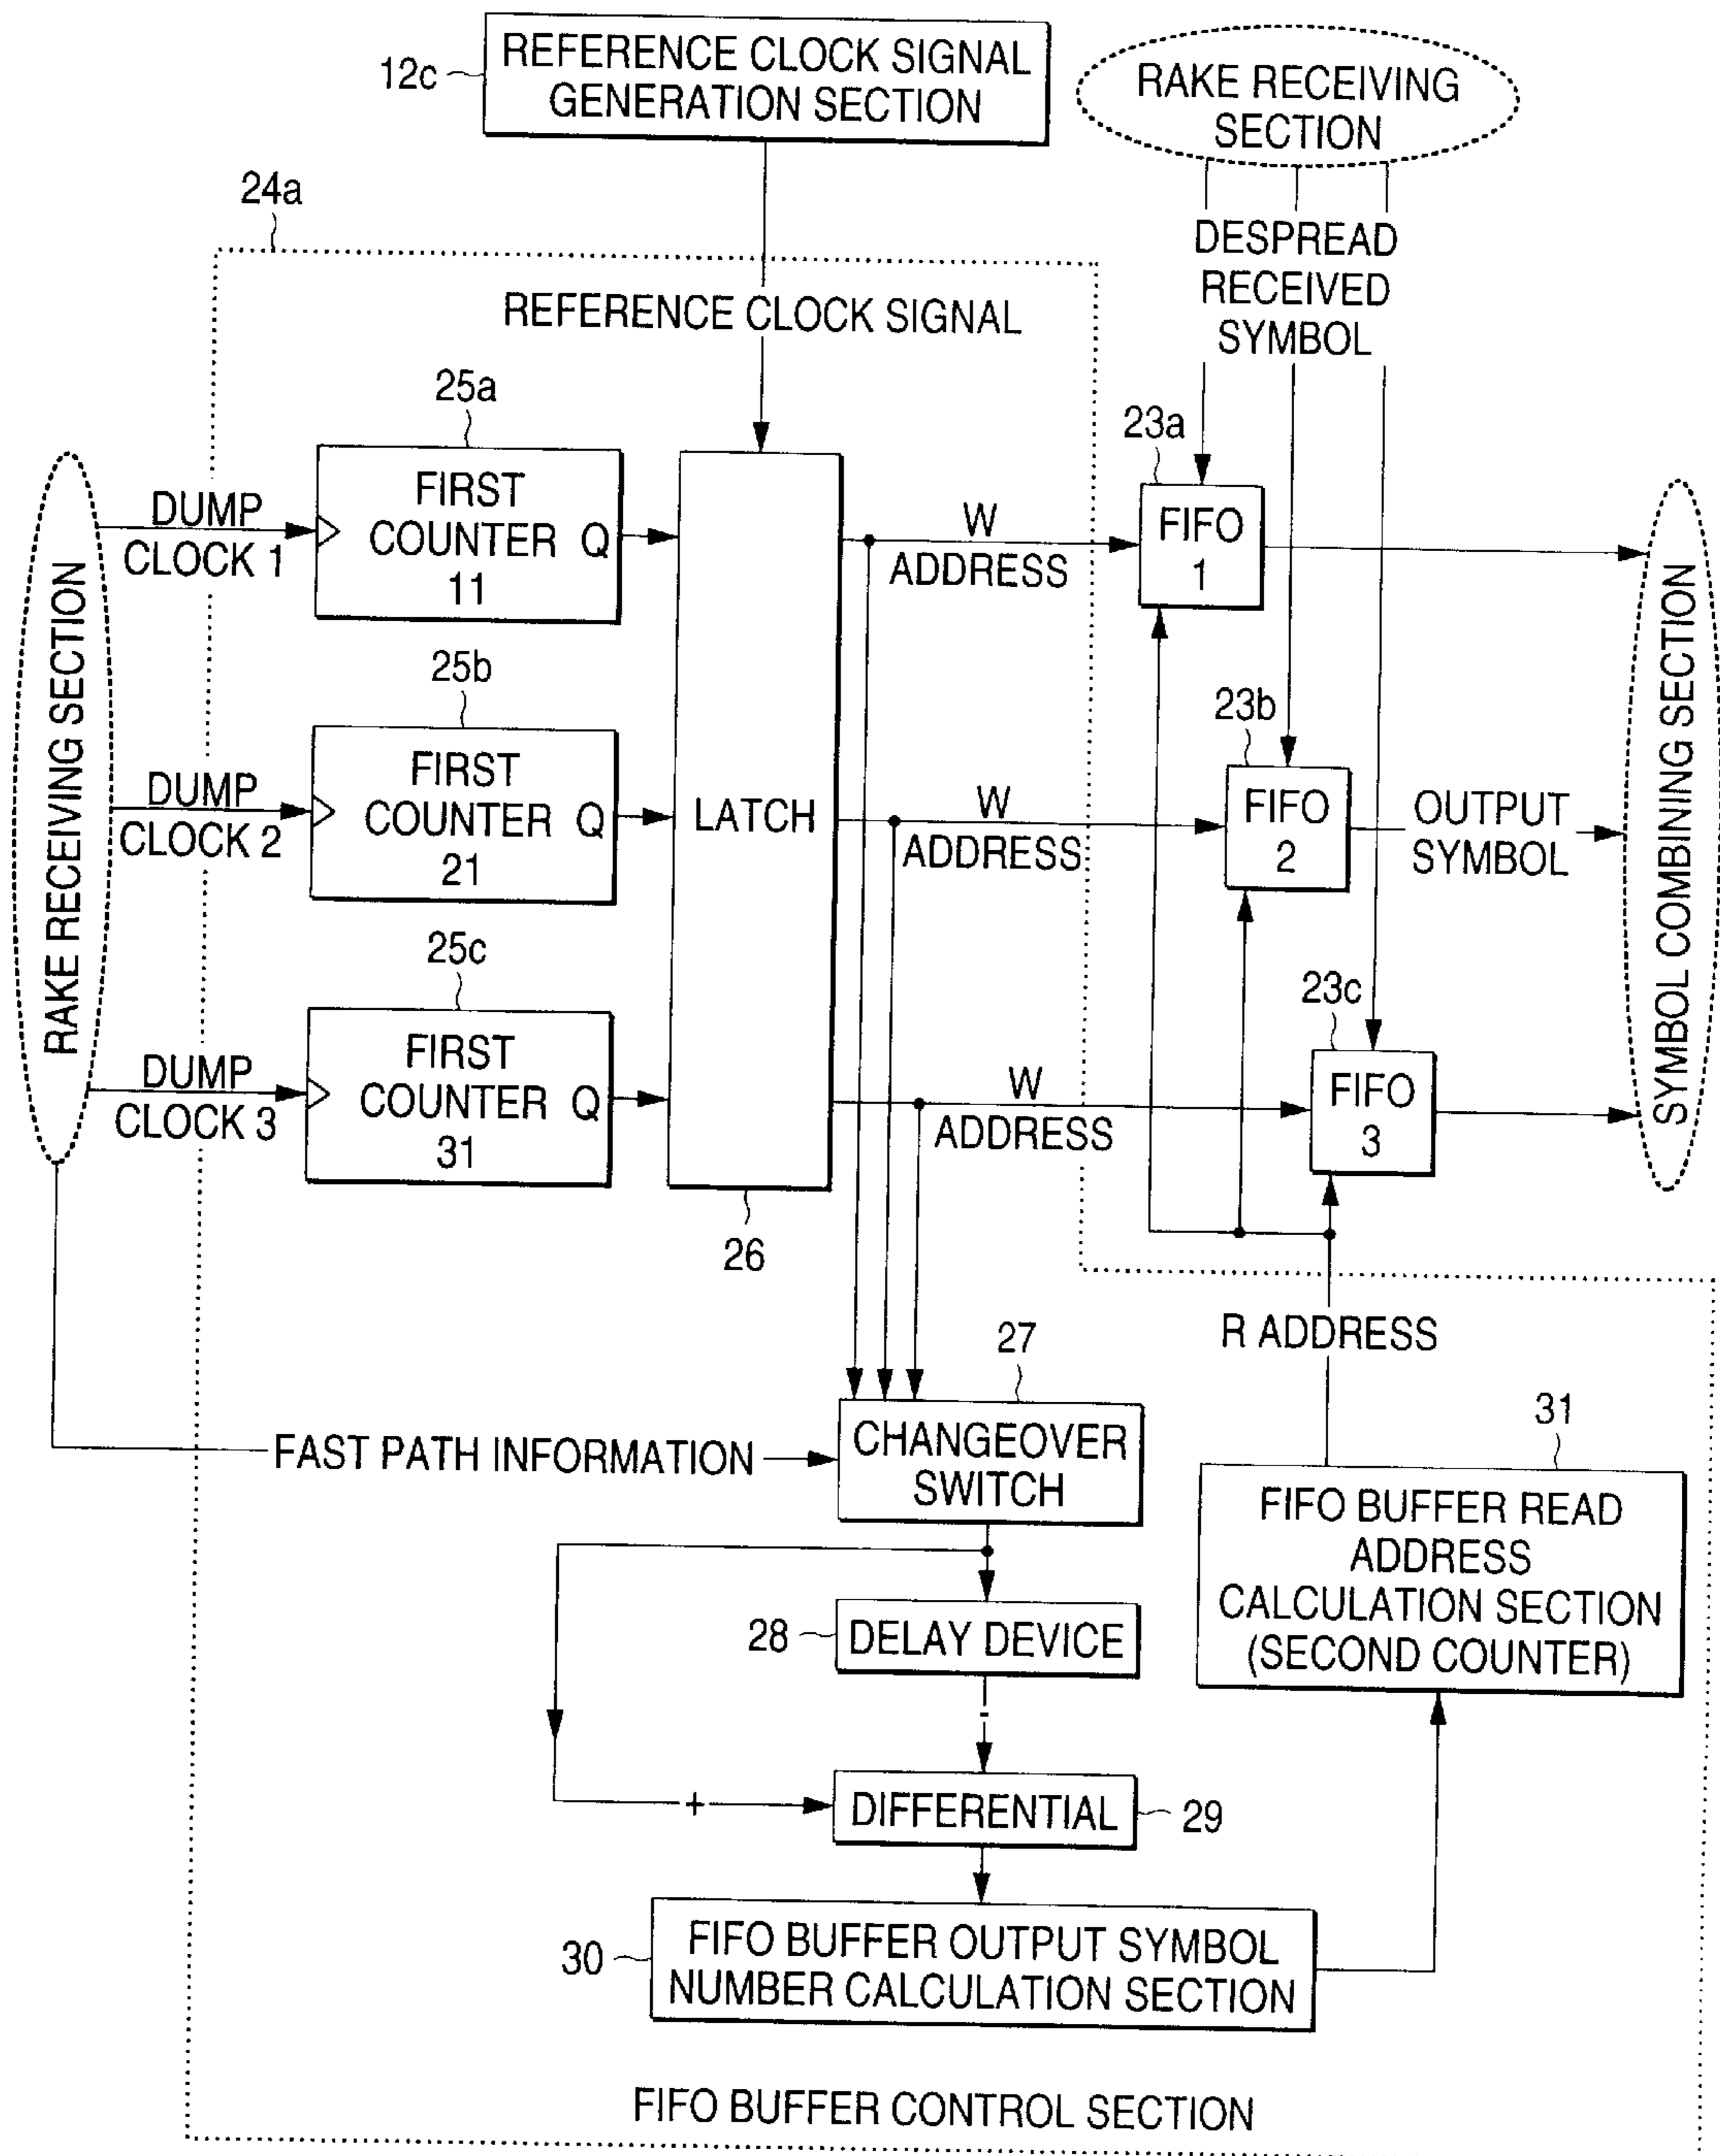 REFERENCE CLOCK SIGNAL
GENERATION SECTION
12c
RAKE RECEIVING
SECTION
24a
DESPREAD
RECEIVED
SYMBOL
REFERENCE CLOCK SIGNAL
25a
FIRST
COUNTER Q
11
DUMP
CLOCK 1
23a
FIFO
1
W
ADDRESS
RAKE RECEIVING SECTION
25b
FIRST
COUNTER Q
21
DUMP
CLOCK 2
LATCH
W
ADDRESS
23b
FIFO
2
OUTPUT
SYMBOL
SYMBOL COMBINING SECTION
25c
FIRST
COUNTER Q
31
DUMP
CLOCK 3
W
ADDRESS
23c
FIFO
3
26
R ADDRESS
27
CHANGEOVER
SWITCH
FAST PATH INFORMATION
31
FIFO BUFFER READ
ADDRESS
CALCULATION SECTION
(SECOND COUNTER)
28
DELAY DEVICE
-
+
DIFFERENTIAL
29
30
FIFO BUFFER OUTPUT SYMBOL
NUMBER CALCULATION SECTION
FIFO BUFFER CONTROL SECTION